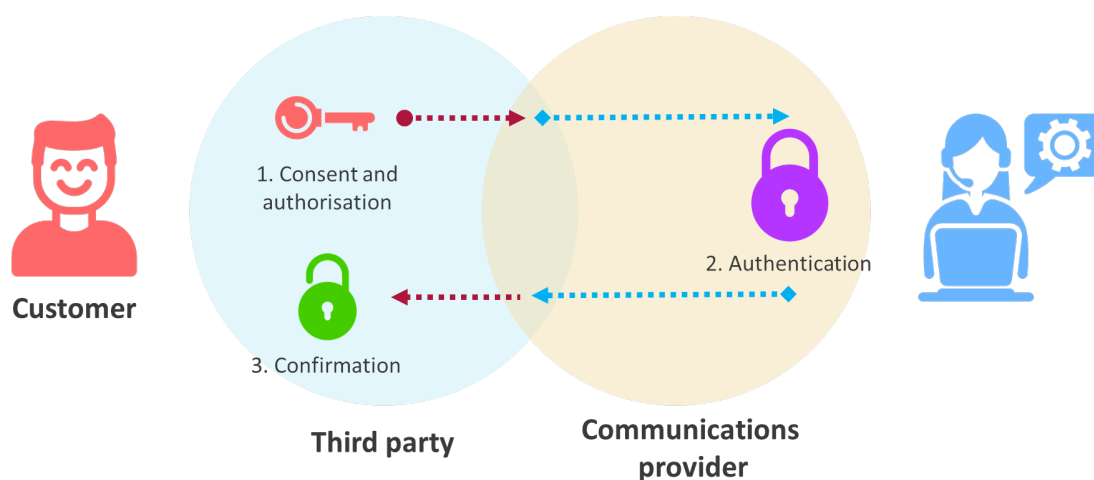 1. Consent and
authorisation
2. Authentication
Customer
3. Confirmation
Third party
Communications
provider